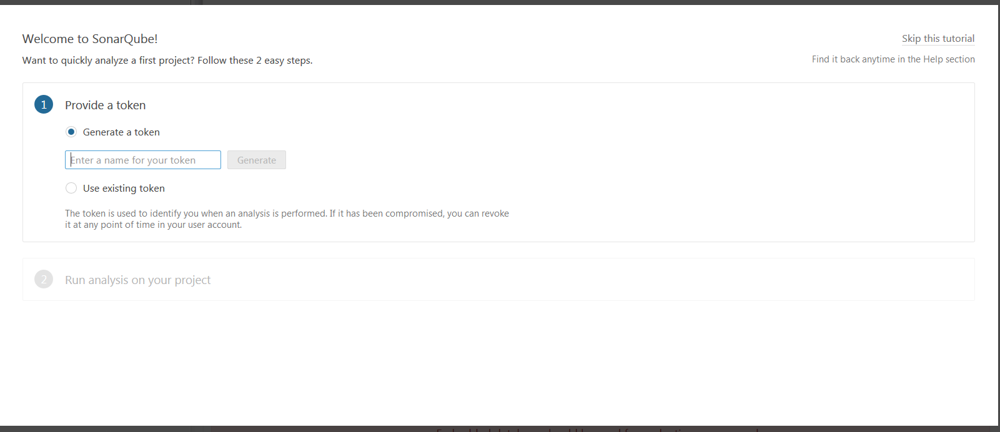 Welcome to SonarQube!
Skip this tutorial
Want to quickly analyze a first project? Follow these 2 easy steps.
Find it back anytime in the Help section
1 Provide a token
Generate a token
Enter a name for your token
Generate
Use existing token
The token is used to identify you when an analysis is performed. If it has been compromised, you can revoke
it at any point of time in your user account.
2 Run analysis on your project